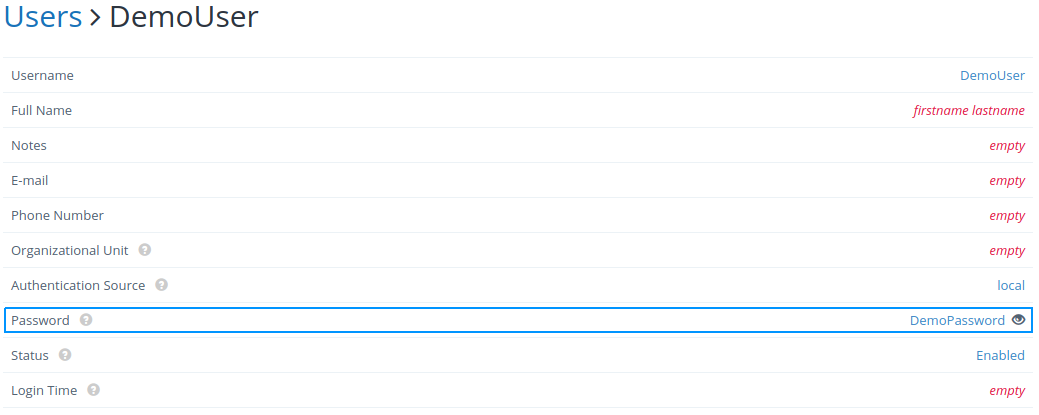 Users > DemoUser
Username DemoUser
Full Name firstname lastname
Notes empty
E-mail empty
Phone Number empty
Organizational Unit ? empty
Authentication Source ? local
Password ? DemoPassword
Status ? Enabled
Login Time ? empty